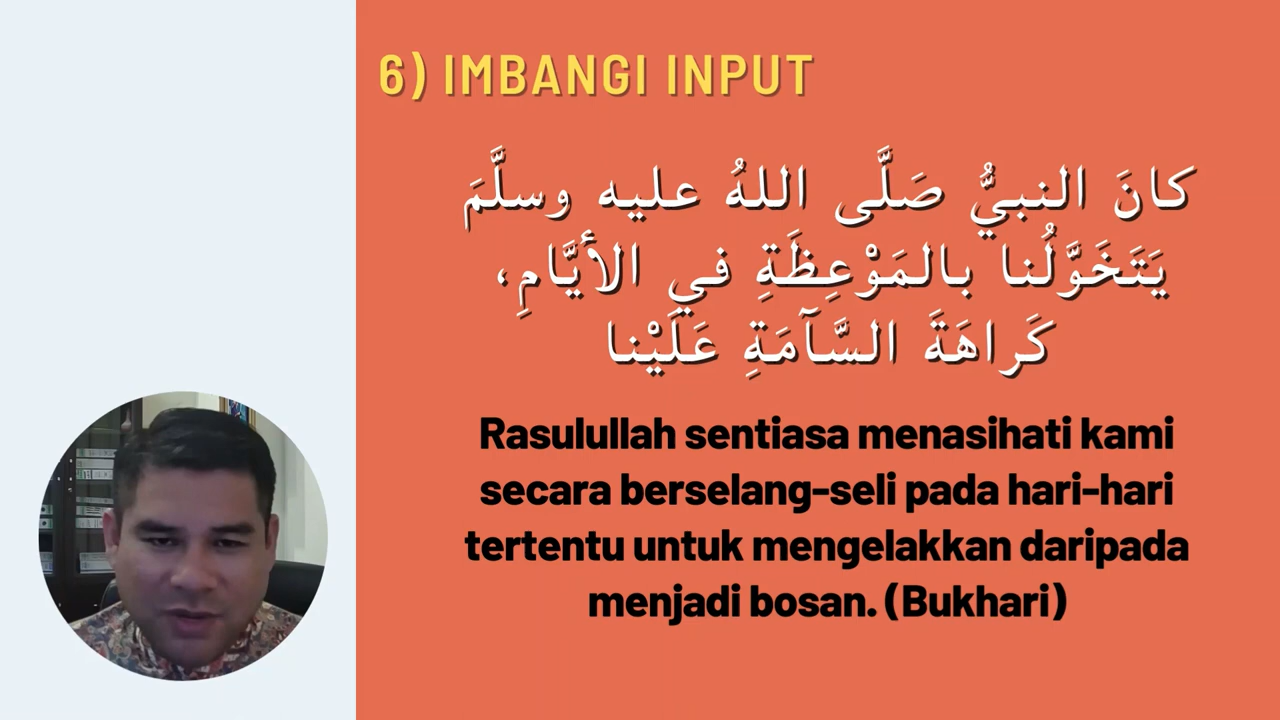 6) IMBANGI INPUT
كانَ النبيُّ صَلَّى اللهُ عليه وسلَّمَ
يَتَخَوَّلُنا بالمَوْعِظَةِ في الأيَّامِ،
كَراهَةَ السَّآمَةِ عَلَيْنا
Rasulullah sentiasa menasihati kami
secara berselang-seli pada hari-hari
tertentu untuk mengelakkan daripada
menjadi bosan. (Bukhari)